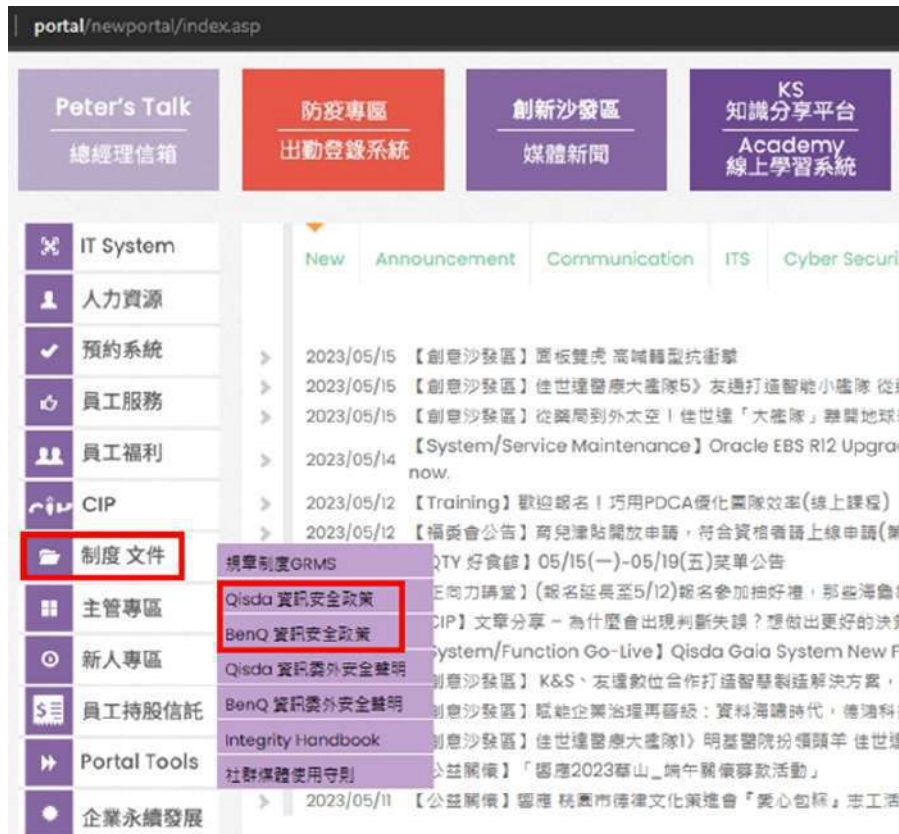 portal/newportal/index.asp
Peter's Talk
總經理信箱
防疫專區
出勤登錄系統
創新沙發區
媒體新聞
KS
知識分享平台
Academy
線上學習系統
IT System
人力資源
預約系統
員工服務
員工福利
CIP
制度 文件
主管專區
新人專區
員工持股信託
Portal Tools
企業永續發展
規章制度GRMS
Qisda 資訊安全政策
BenQ 資訊安全政策
Qisda 資訊委外安全聲明
BenQ 資訊委外安全聲明
Integrity Handbook
社群媒體使用守則
New Announcement Communication ITS Cyber Securi
2023/05/15 【創意沙發區】面板雙虎 高喊轉型抗衝擊
2023/05/15 【創意沙發區】佳世達醫療大艦隊5》友通打造智能小艦隊 從
2023/05/15 【創意沙發區】從藥局到外太空！佳世達「大艦隊」離開地球
2023/05/14 【System/Service Maintenance】Oracle EBS R12 Upgra
now.
2023/05/12 【Training】歡迎報名！巧用PDCA優化團隊效率(線上課程)
2023/05/12 【福委會公告】育兒津貼開放申請，符合資格者請上線申請(第
QTY 好食館】05/15(一)-05/19(五)菜單公告
正向力講堂】(報名延長至5/12)報名參加抽好禮，那些海龜
CIP】文章分享 - 為什麼會出現判斷失誤？想做出更好的決
System/Function Go-Live】Qisda Gaia System New F
創意沙發區】K&S、友達數位合作打造智慧製造解決方案，
創意沙發區】賦能企業治理再晉級：資料海嘯時代，偉鴻科
創意沙發區】佳世達醫療大艦隊1》明基醫院扮領頭羊 佳世達
公益關懷】「響應2023華山_端午關懷募款活動」
2023/05/11 【公益關懷】響應 桃園市德律文化策進會『愛心包粽』志工活